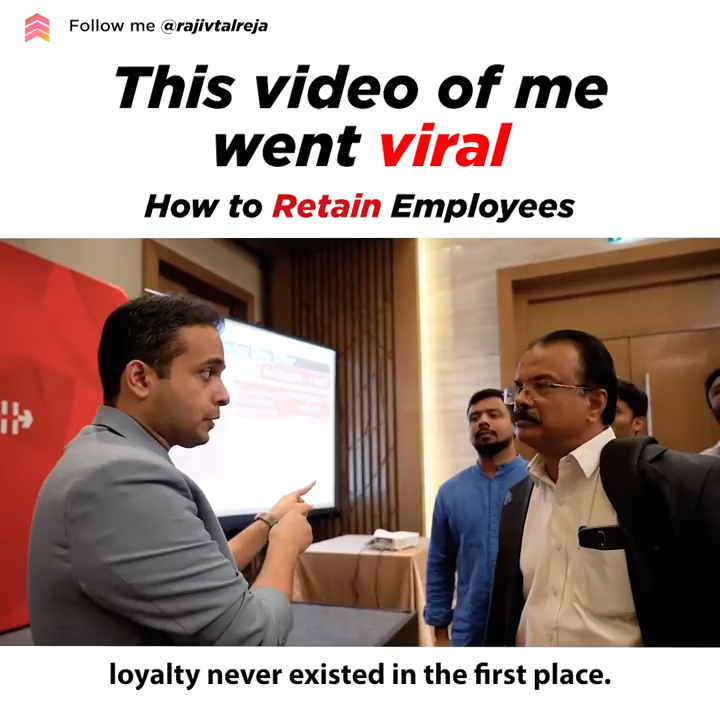 Follow me @rajivtalreja
This video of me
went viral
How to Retain Employees
loyalty never existed in the first place.